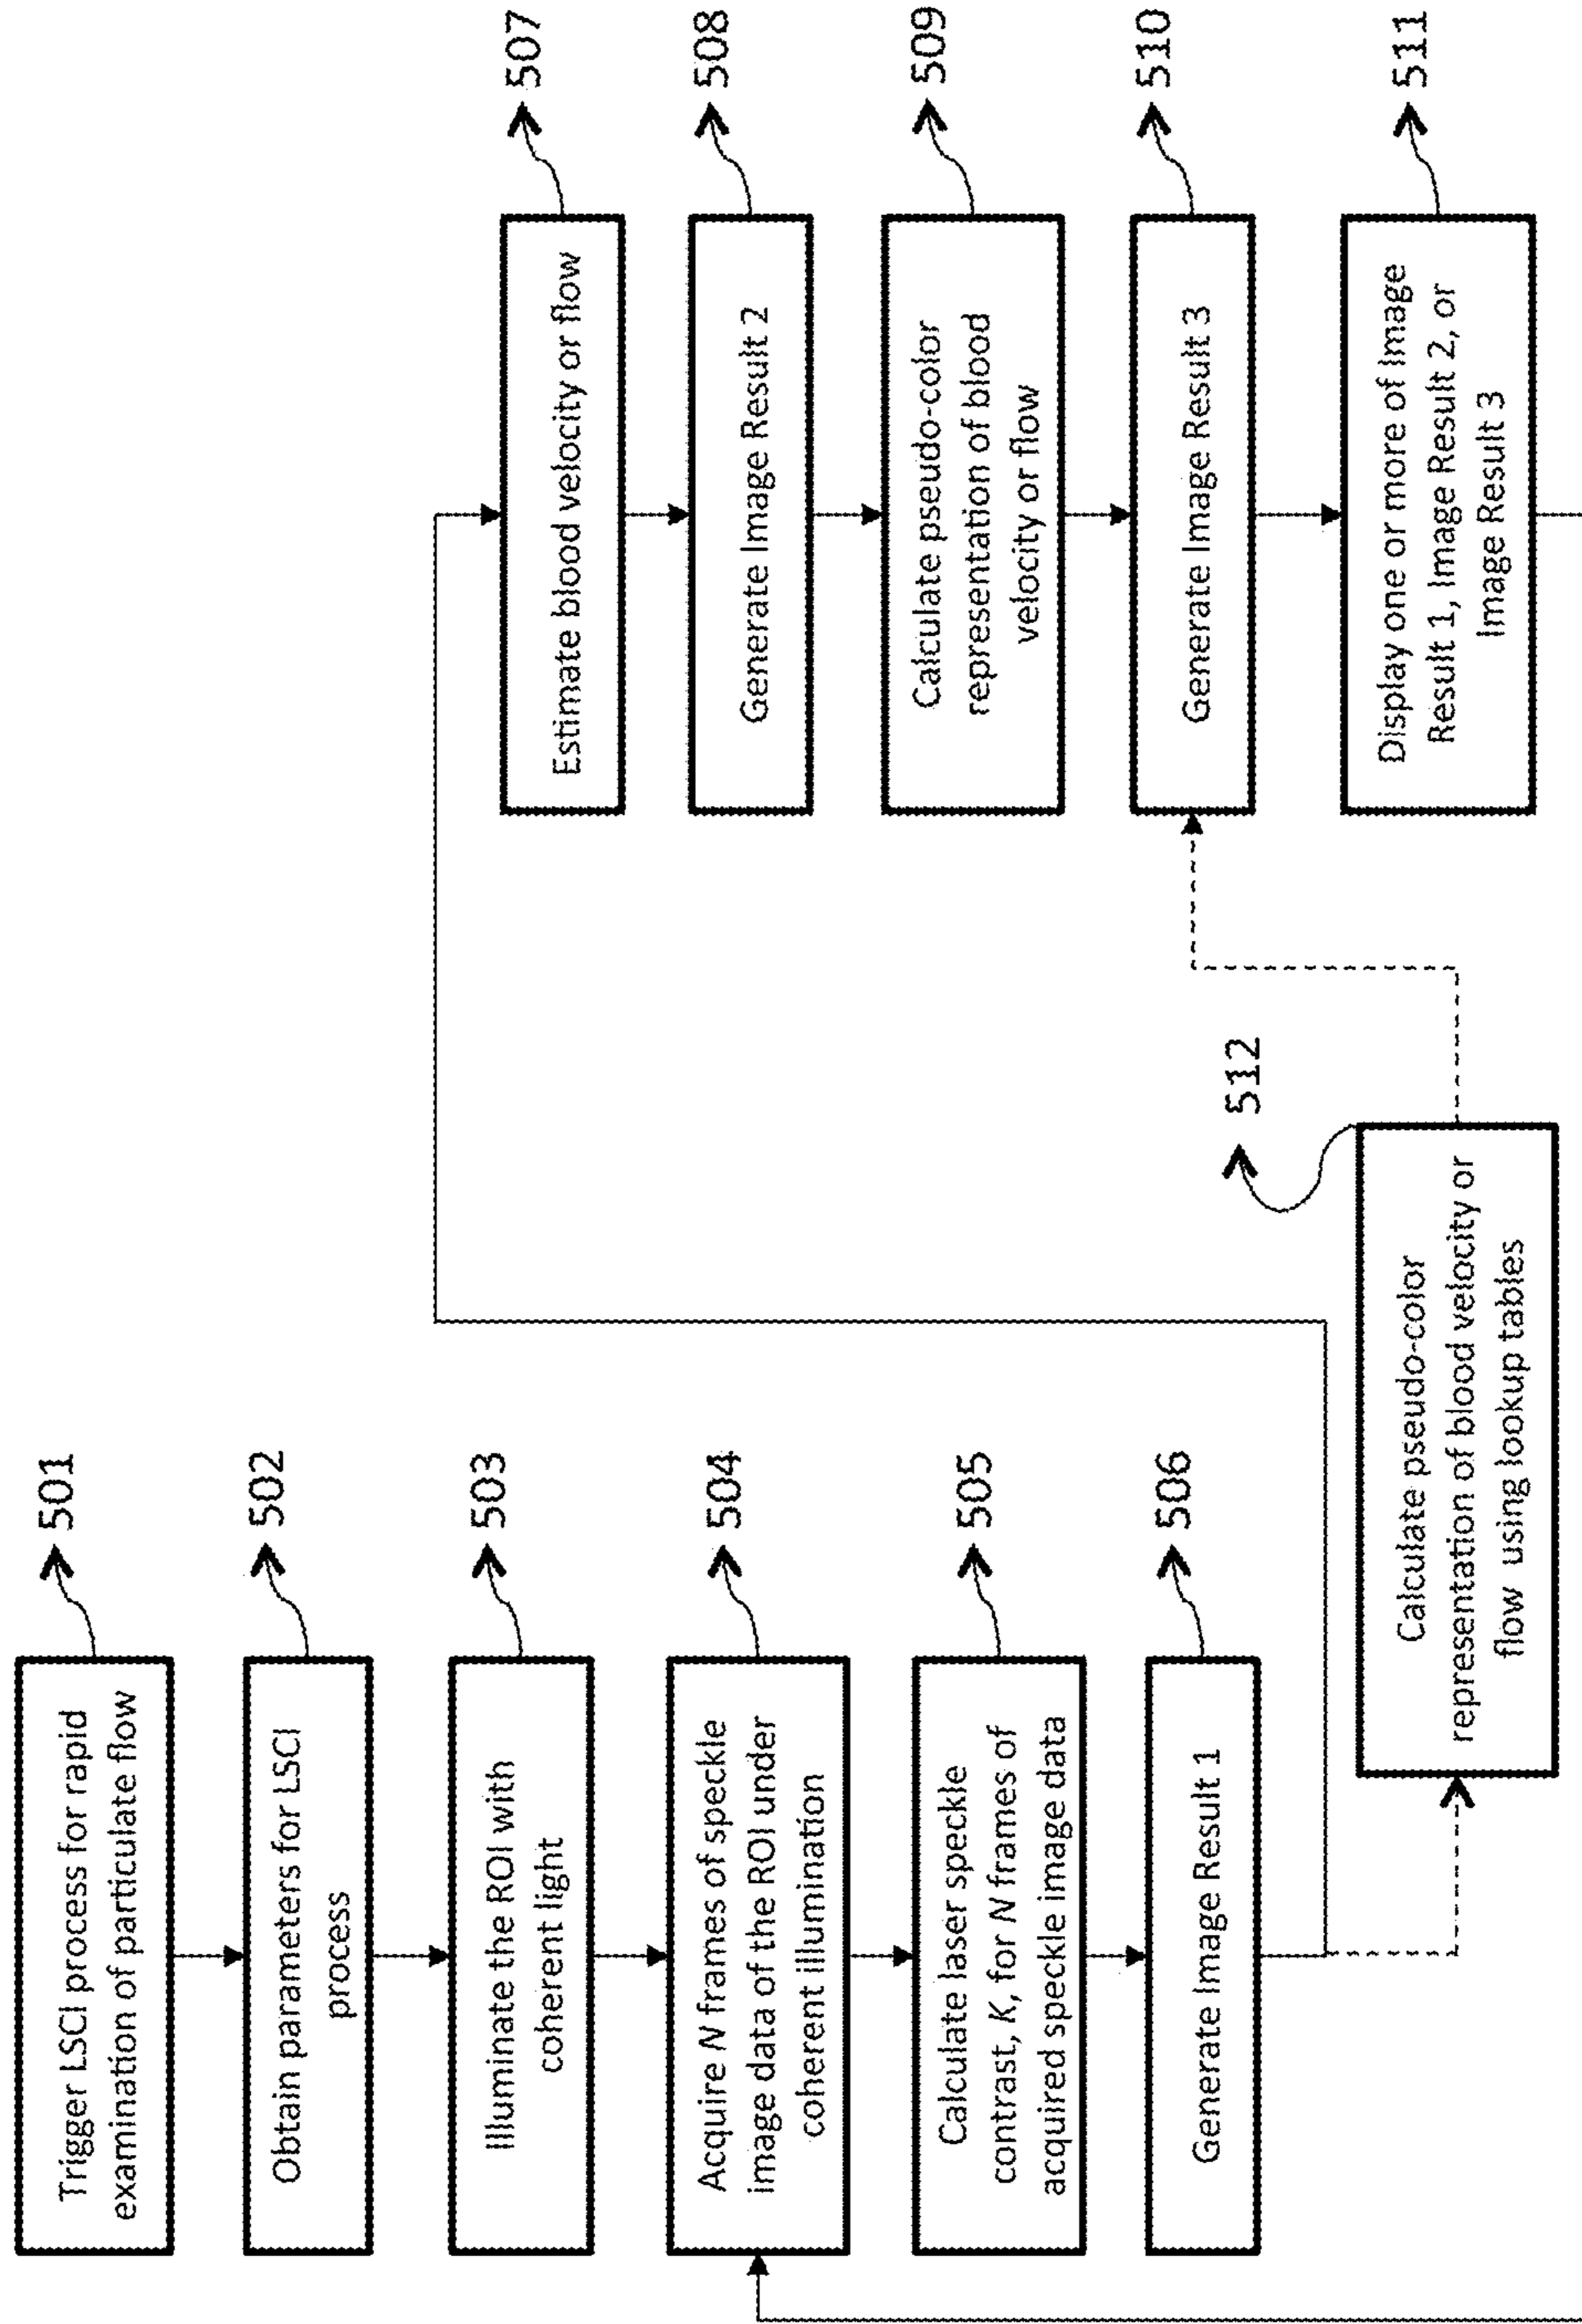 Trigger LSCI process for rapid
examination of particulate flow
501
Obtain parameters for LSCI
process
502
Illuminate the ROI with
coherent light
503
Acquire N frames of speckle
image data of the ROI under
coherent illumination
504
Calculate laser speckle
contrast, K, for N frames of
acquired speckle image data
505
Generate Image Result 1
506
Estimate blood velocity or flow
507
Generate Image Result 2
508
Calculate pseudo-color
representation of blood
velocity or flow
509
Generate Image Result 3
510
Display one or more of Image
Result 1, Image Result 2, or
Image Result 3
511
Calculate pseudo-color
representation of blood velocity or
flow using lookup tables
512